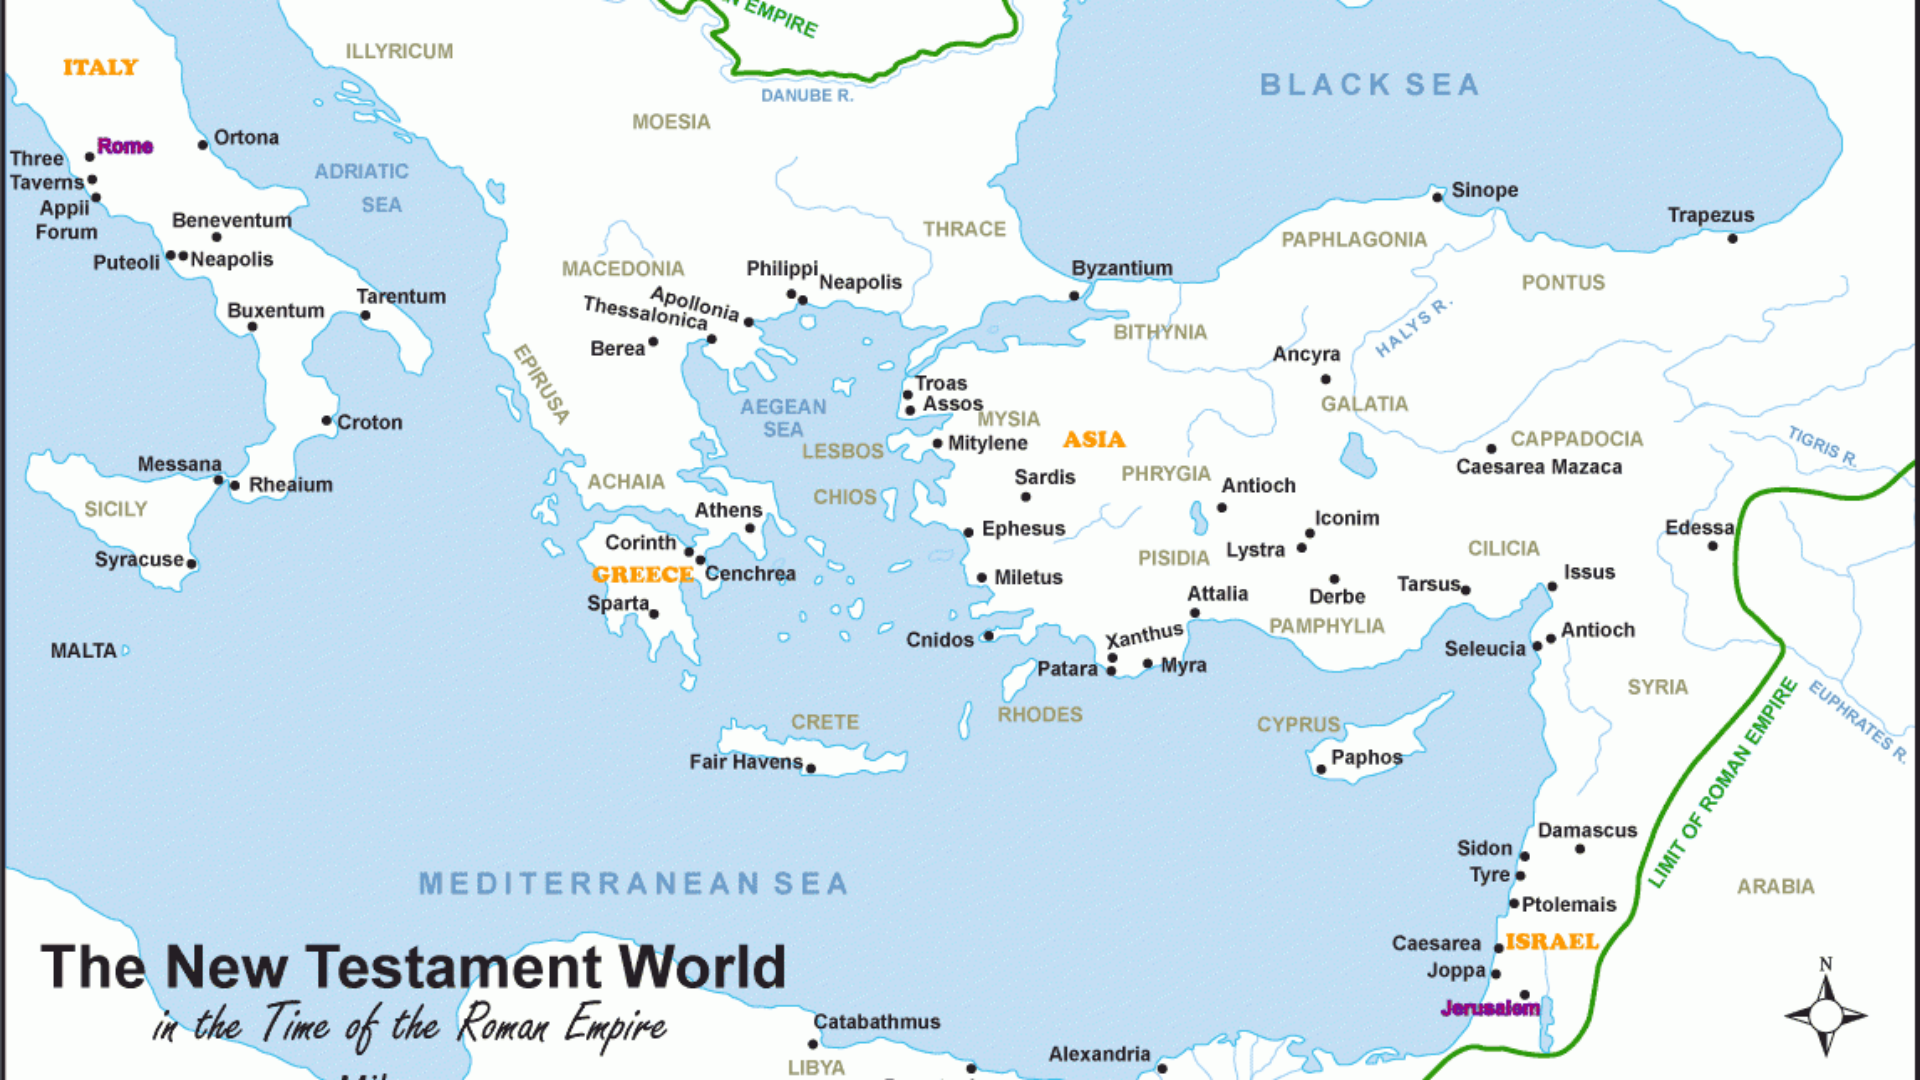 N EMPIRE
ITALY
ILLYRICUM
DANUBE R.
BLACK SEA
MOESIA
Rome
Ortona
Three
Taverns
ADRIATIC
SEA
Appii
Forum
Beneventum
Puteoli
Neapolis
Buxentum
Tarentum
Croton
Messana
Rheaium
SICILY
Syracuse
MALTA
THRACE
MACEDONIA
Philippi
Neapolis
Apollonia
Thessalonica
Berea
EPIRUSA
AEGEAN
SEA
LESBOS
CHIOS
ACHAIA
Athens
Corinth
GREECE
Cenchrea
Sparta
CRETE
Fair Havens
Sinope
Trapezus
PAPHLAGONIA
PONTUS
Byzantium
BITHYNIA
HALYS R.
Ancyra
GALATIA
Troas
Assos
MYSIA
ASIA
Mitylene
Sardis
PHRYGIA
CAPPADOCIA
Caesarea Mazaca
TIGRIS R.
Antioch
Iconim
Ephesus
Lystra
PISIDIA
CILICIA
Edessa
Miletus
Attalia
Derbe
Tarsus
Issus
Cnidos
Xanthus
PAMPHYLIA
Antioch
Seleucia
Patara
Myra
SYRIA
RHODES
CYPRUS
Paphos
EUPHRATES R.
LIMIT OF ROMAN EMPIRE
Damascus
Sidon
Tyre
ARABIA
Ptolemais
Caesarea
ISRAEL
Joppa
Jerusalem
N
MEDITERRANEAN SEA
The New Testament World
in the Time of the Roman Empire
Catabathmus
LIBYA
Alexandria